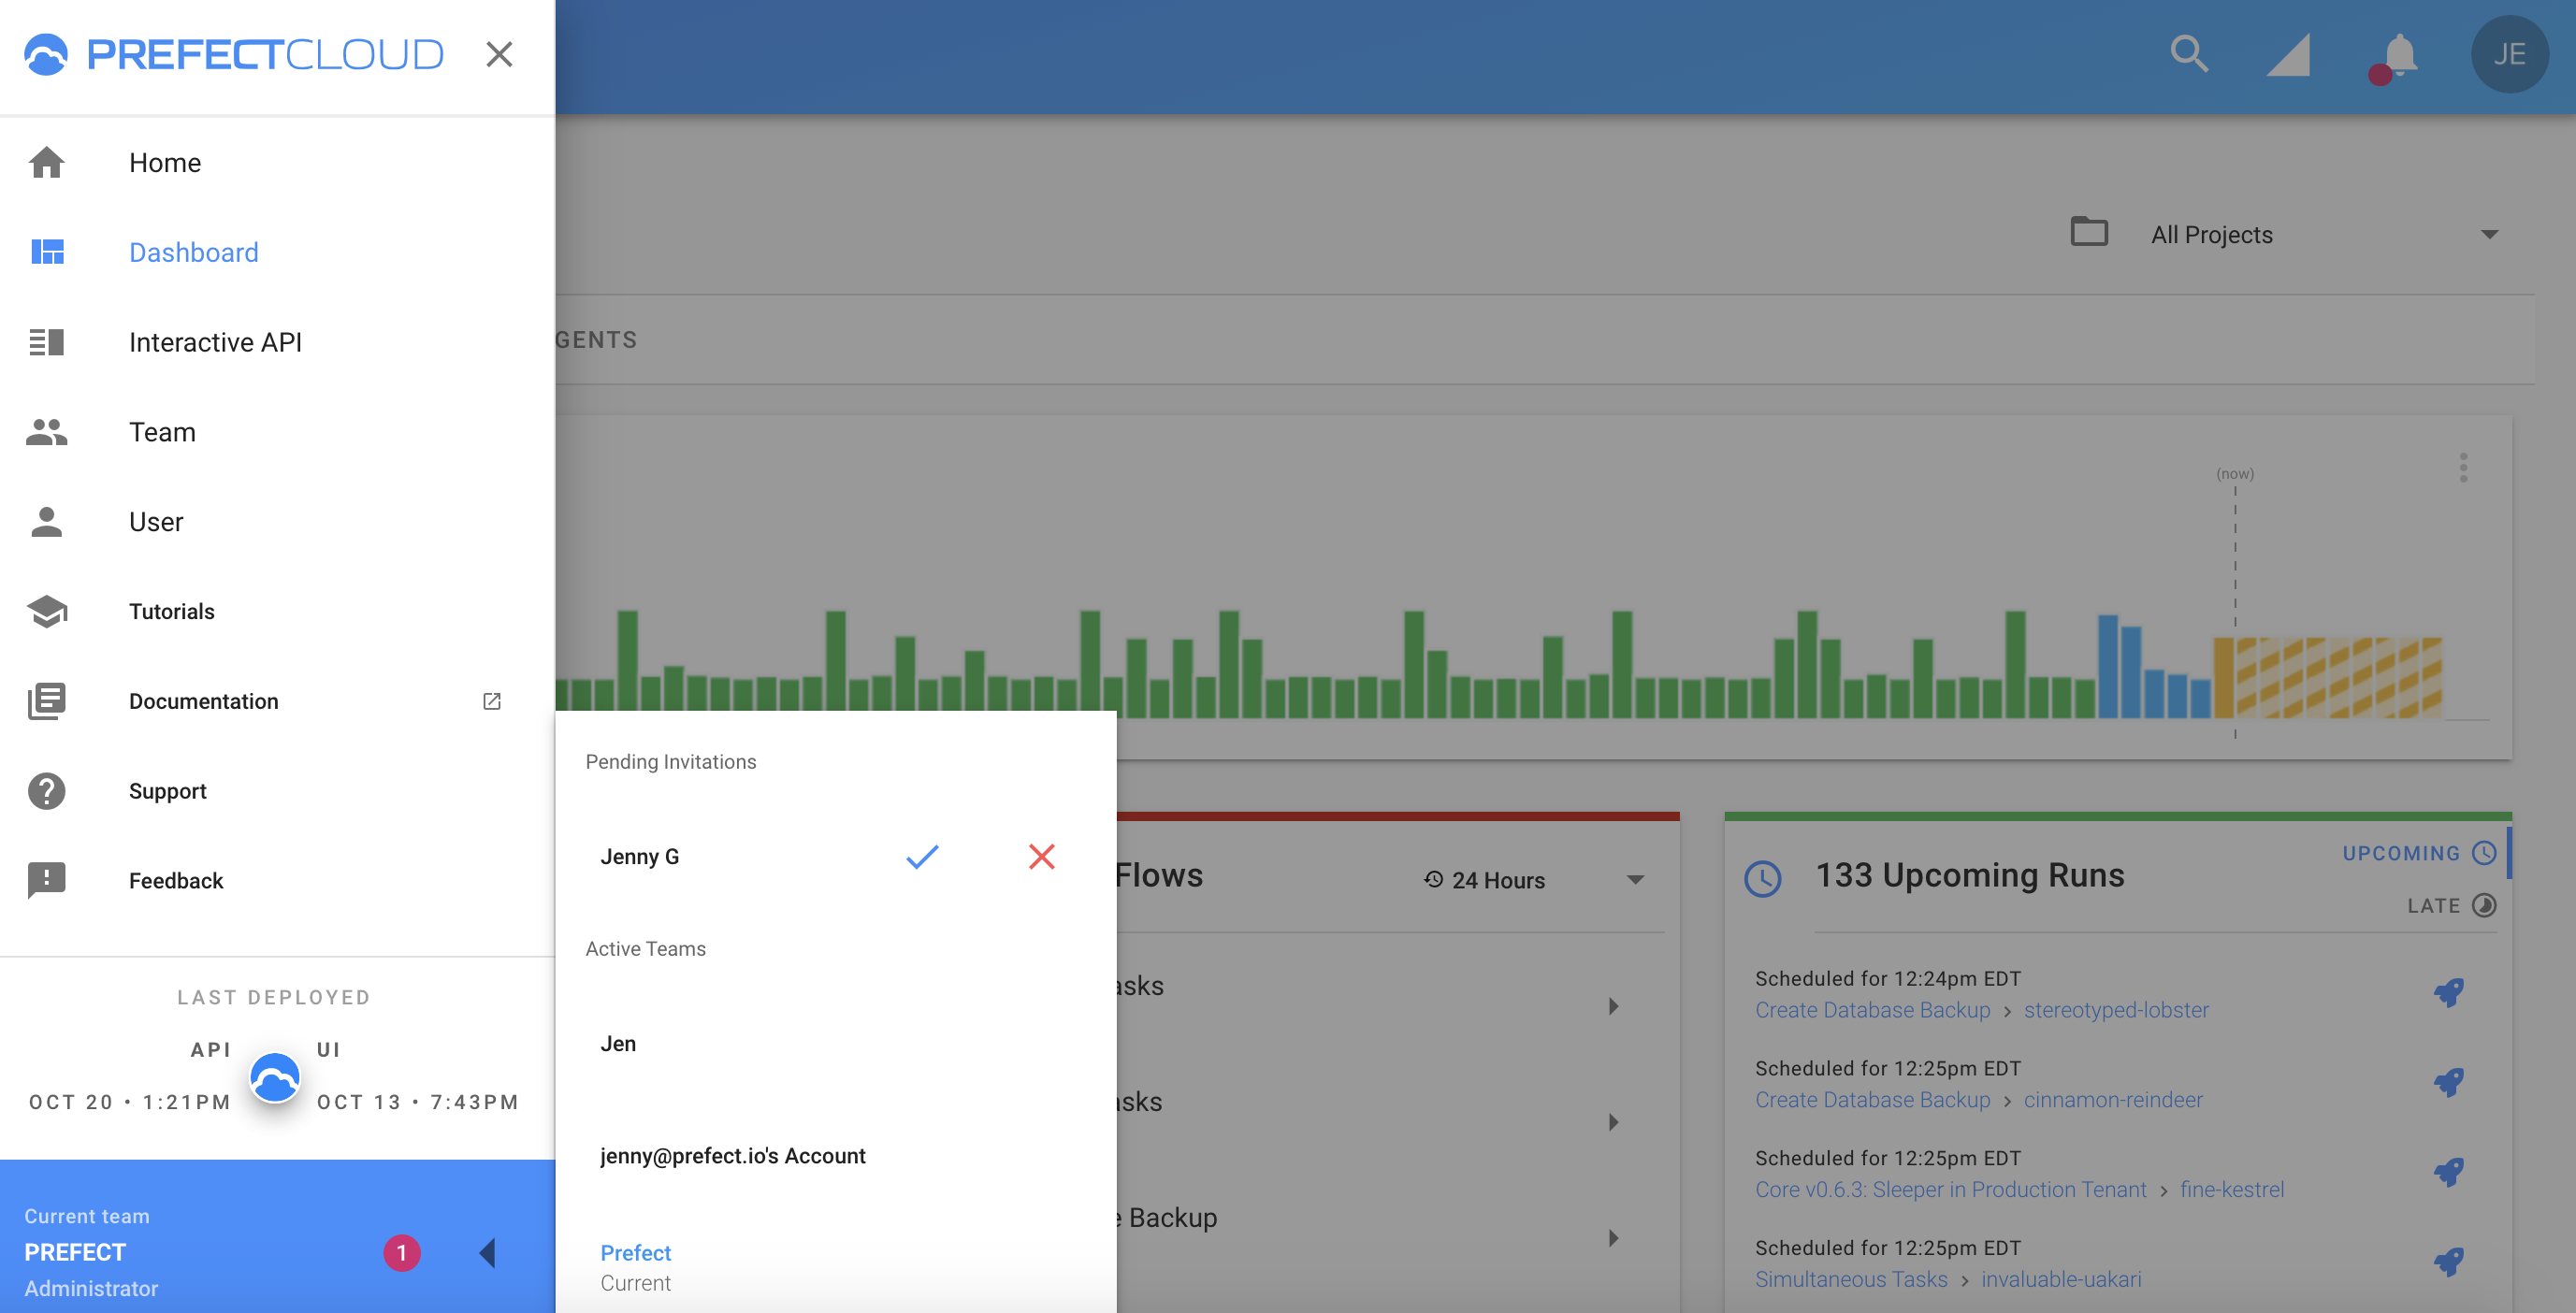 PREFECTCLOUD
JE
Home
Dashboard
Interactive API
Team
User
Tutorials
Documentation
Support
Feedback
LAST DEPLOYED
API UI
OCT 20 • 1:21PM OCT 13 • 7:43PM
Current team
PREFECT
1
Administrator
Pending Invitations
Jenny G
Active Teams
Jen
jenny@prefect.io's Account
Prefect
Current
All Projects
GENTS
(now)
Flows
24 Hours
asks
asks
Backup
133 Upcoming Runs
UPCOMING
LATE
Scheduled for 12:24pm EDT
Create Database Backup > stereotyped-lobster
Scheduled for 12:25pm EDT
Create Database Backup > cinnamon-reindeer
Scheduled for 12:25pm EDT
Core v0.6.3: Sleeper in Production Tenant > fine-kestrel
Scheduled for 12:25pm EDT
Simultaneous Tasks > invaluable-uakari